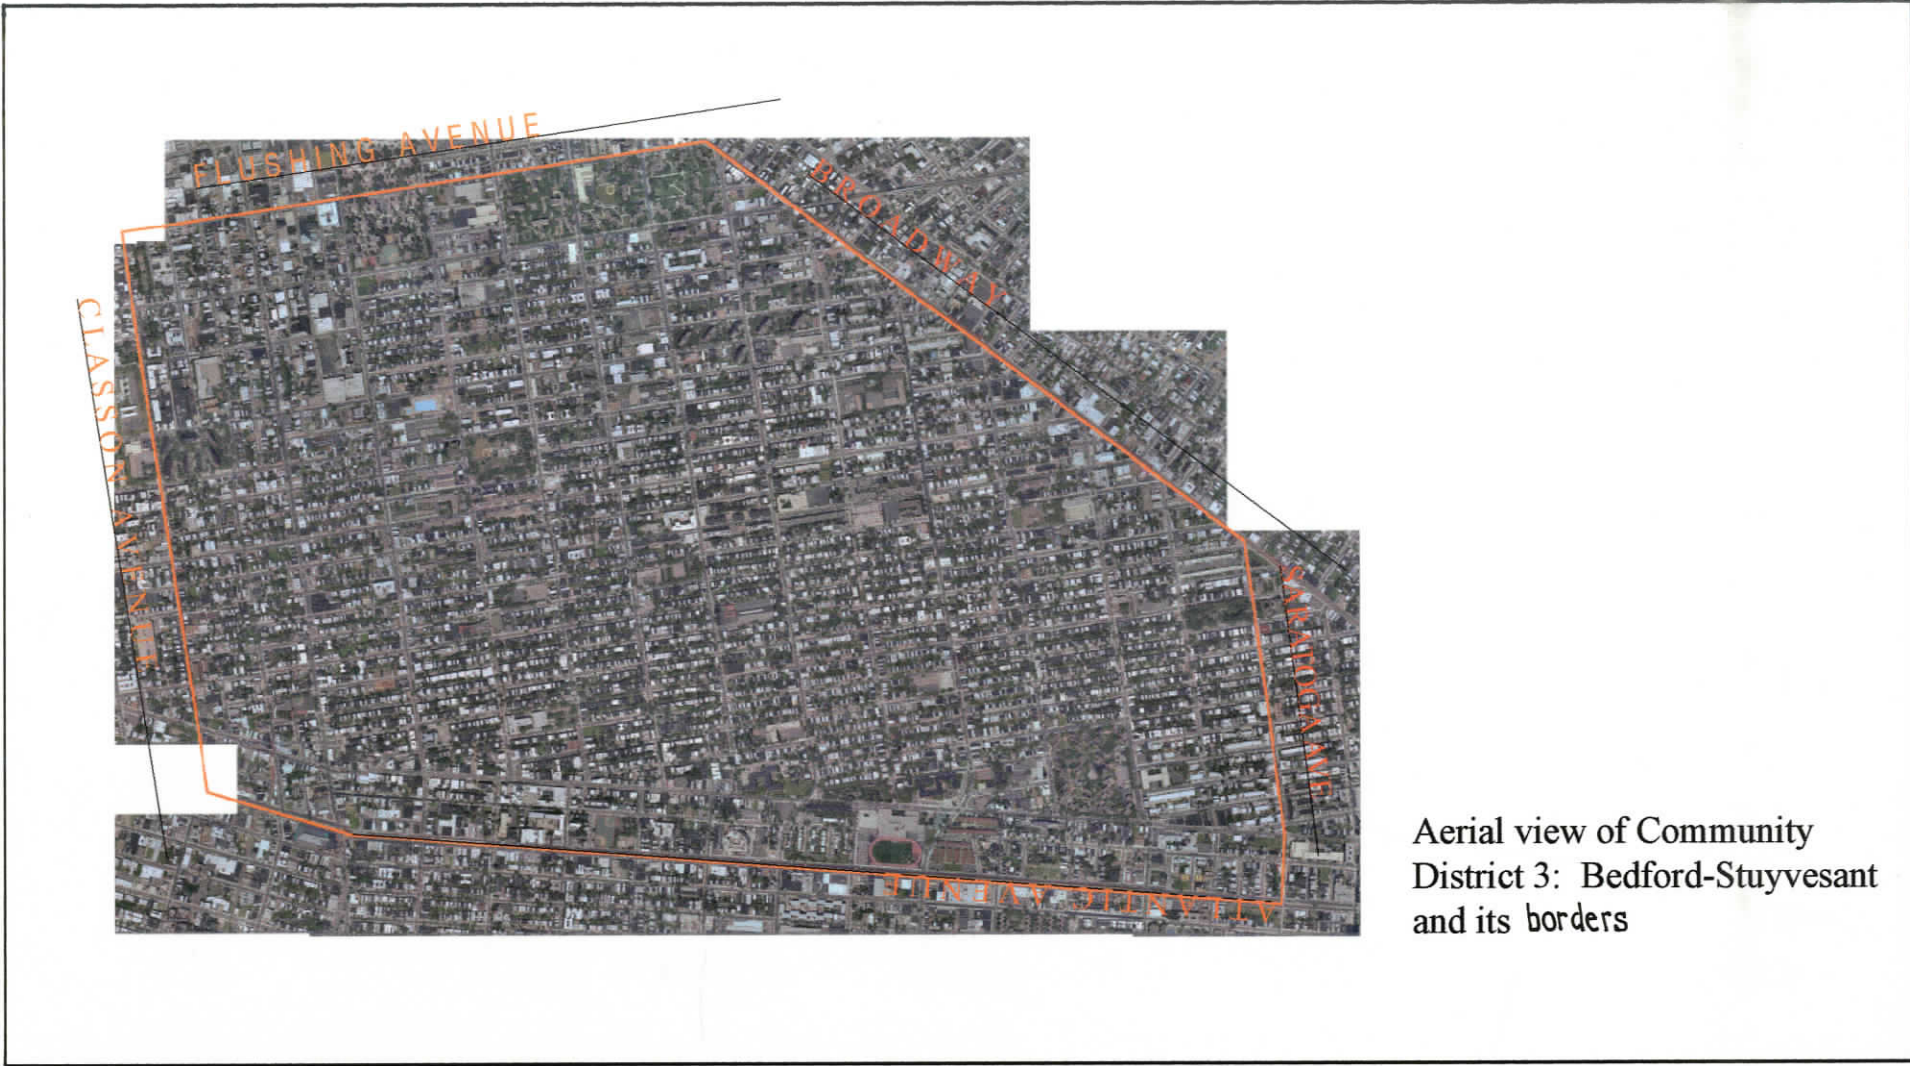 FLUSHING AVENUE
BROADWAY
CLASSON AVENUE
SARATOGA AVE
ATLANTIC AVENUE
Aerial view of Community
District 3: Bedford-Stuyvesant
and its borders